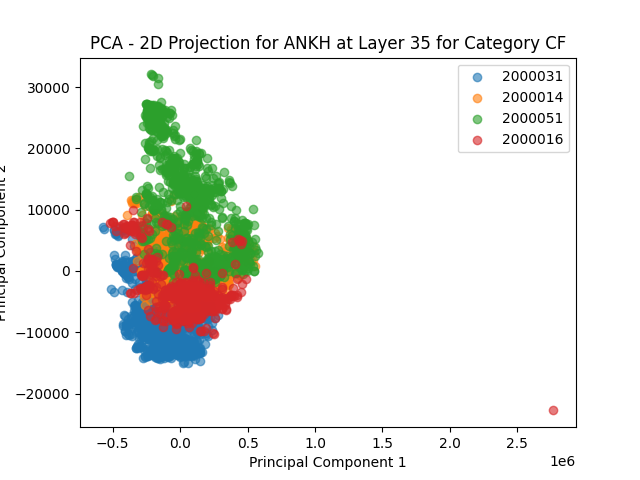 PCA - 2D Projection for ANKH at Layer 35 for Category CF
2000031
2000014
2000051
2000016
30000
20000
10000
0
−10000
−20000
Principal Component 2
−0.5 0.0 0.5 1.0 1.5 2.0 2.5
1e6
Principal Component 1